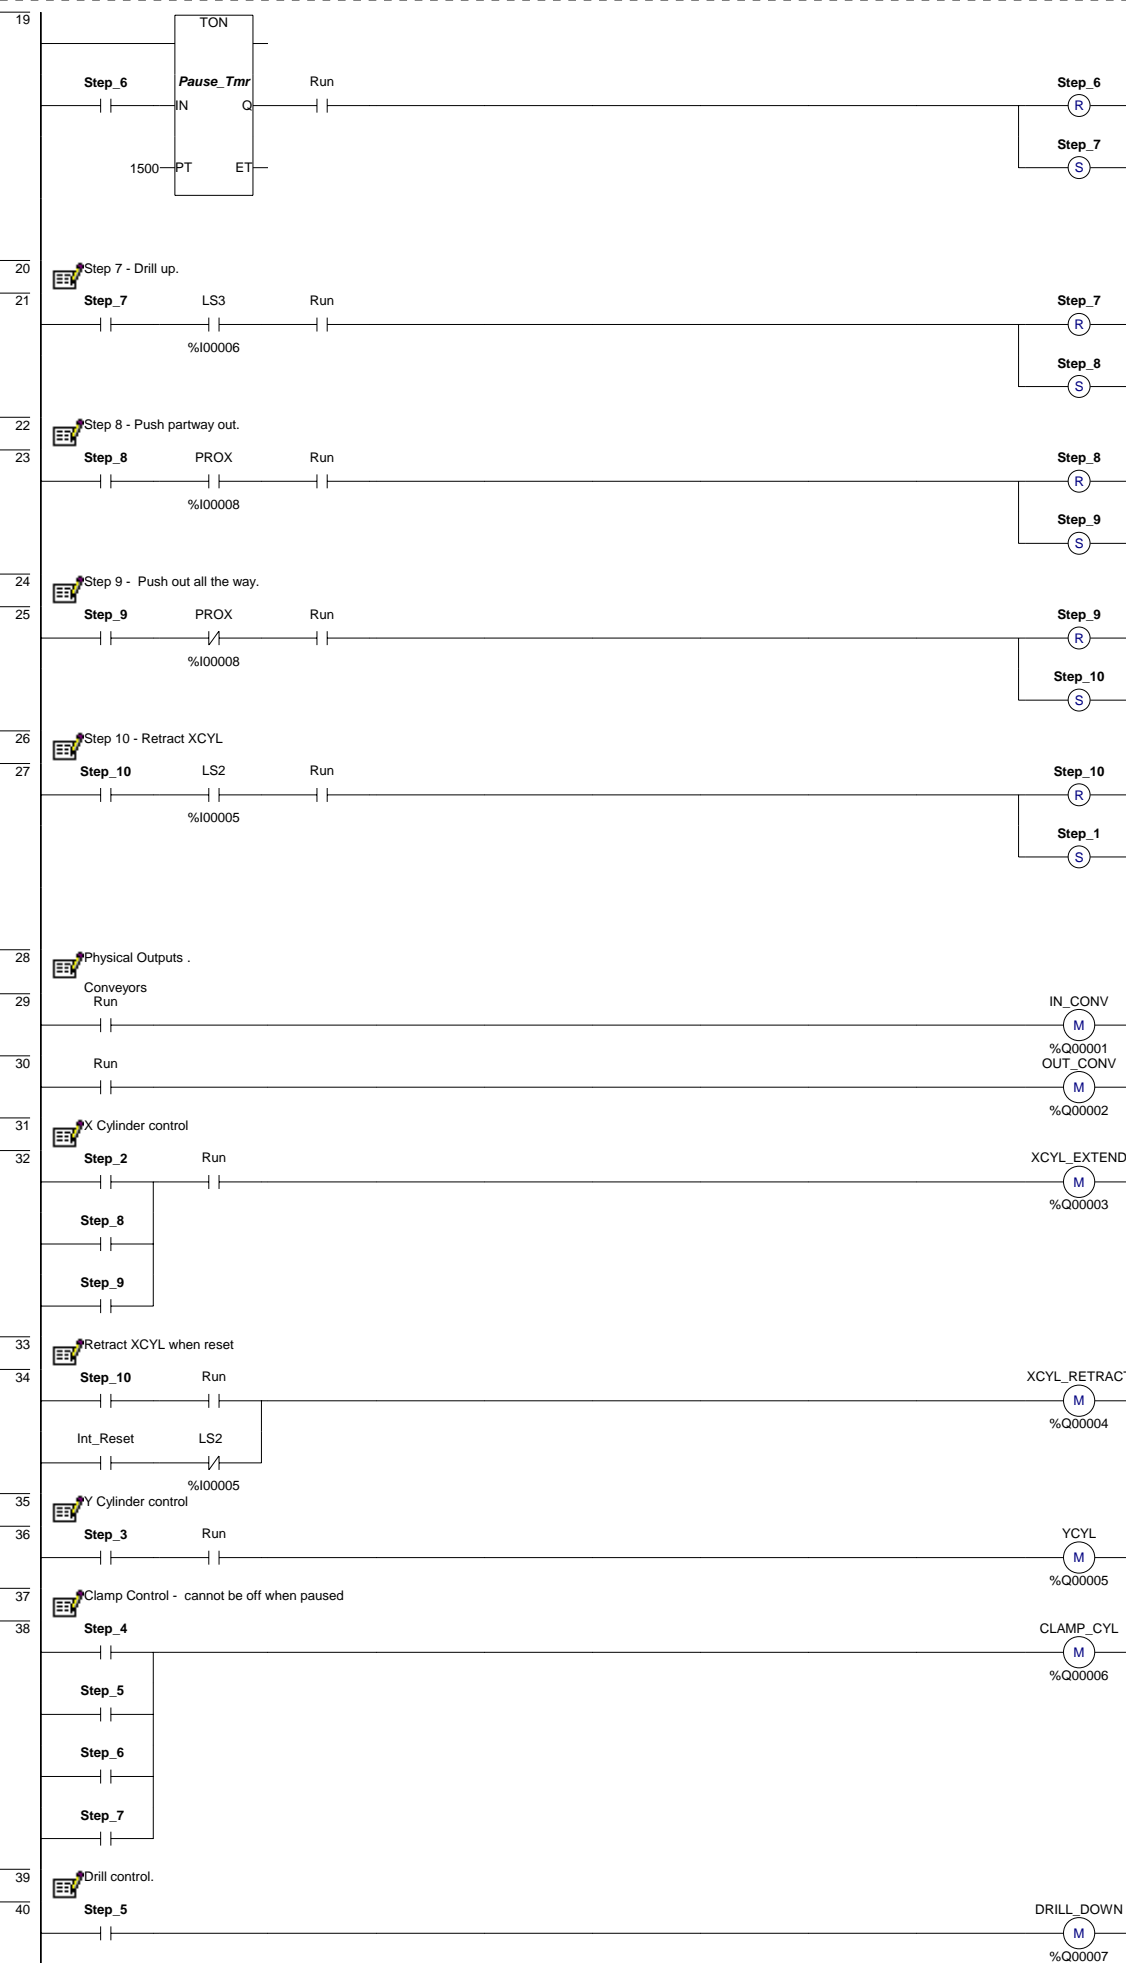 19
TON
Step_6 Pause_Tmr Run Step_6
IN Q R
Step_7
1500 PT ET S
20 Step 7 - Drill up.
21 Step_7 LS3 Run Step_7
R
%I00006
Step_8
S
22 Step 8 - Push partway out.
23 Step_8 PROX Run Step_8
R
%I00008
Step_9
S
24 Step 9 - Push out all the way.
25 Step_9 PROX Run Step_9
R
%I00008
Step_10
S
26 Step 10 - Retract XCYL
27 Step_10 LS2 Run Step_10
R
%I00005
Step_1
S
28 Physical Outputs .
Conveyors
29 Run IN_CONV
M
%Q00001
30 Run OUT_CONV
M
%Q00002
31 X Cylinder control
32 Step_2 Run XCYL_EXTEND
M
%Q00003
Step_8
Step_9
33 Retract XCYL when reset
34 Step_10 Run XCYL_RETRACT
M
%Q00004
Int_Reset LS2
%I00005
35 Y Cylinder control
36 Step_3 Run YCYL
M
%Q00005
37 Clamp Control - cannot be off when paused
38 Step_4 CLAMP_CYL
M
%Q00006
Step_5
Step_6
Step_7
39 Drill control.
40 Step_5 DRILL_DOWN
M
%Q00007